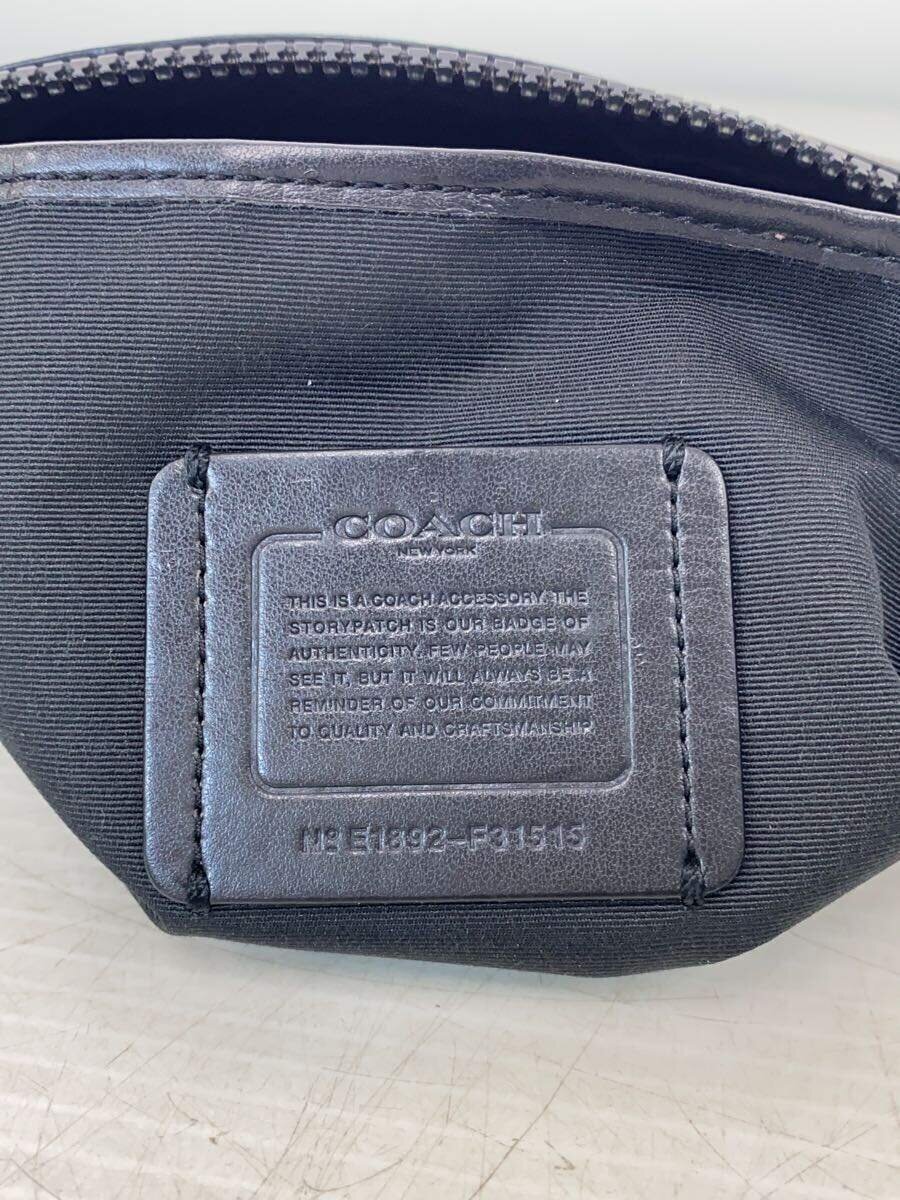 COACH
NEW YORK
THIS IS A COACH ACCESSORY. THE
STORYPATCH IS OUR BADGE OF
AUTHENTICITY. FEW PEOPLE MAY
SEE IT, BUT IT WILL ALWAYS BE A
REMINDER OF OUR COMMITMENT
TO QUALITY AND CRAFTSMANSHIP.
Nº E1892-F31515